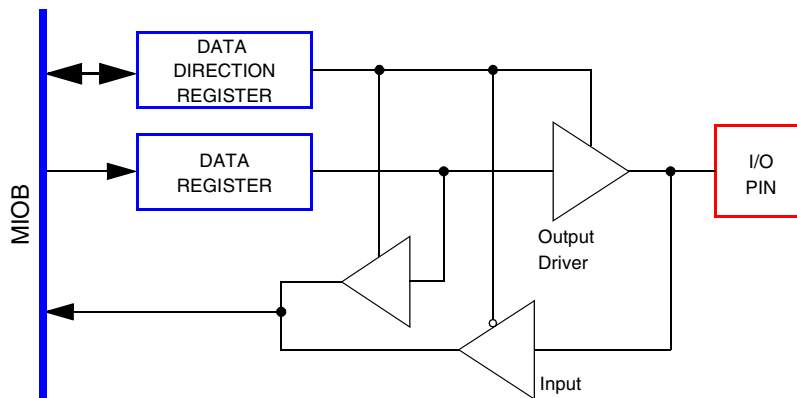 DATA
DIRECTION
REGISTER
DATA
REGISTER
I/O
PIN
MIOB
Output
Driver
Input